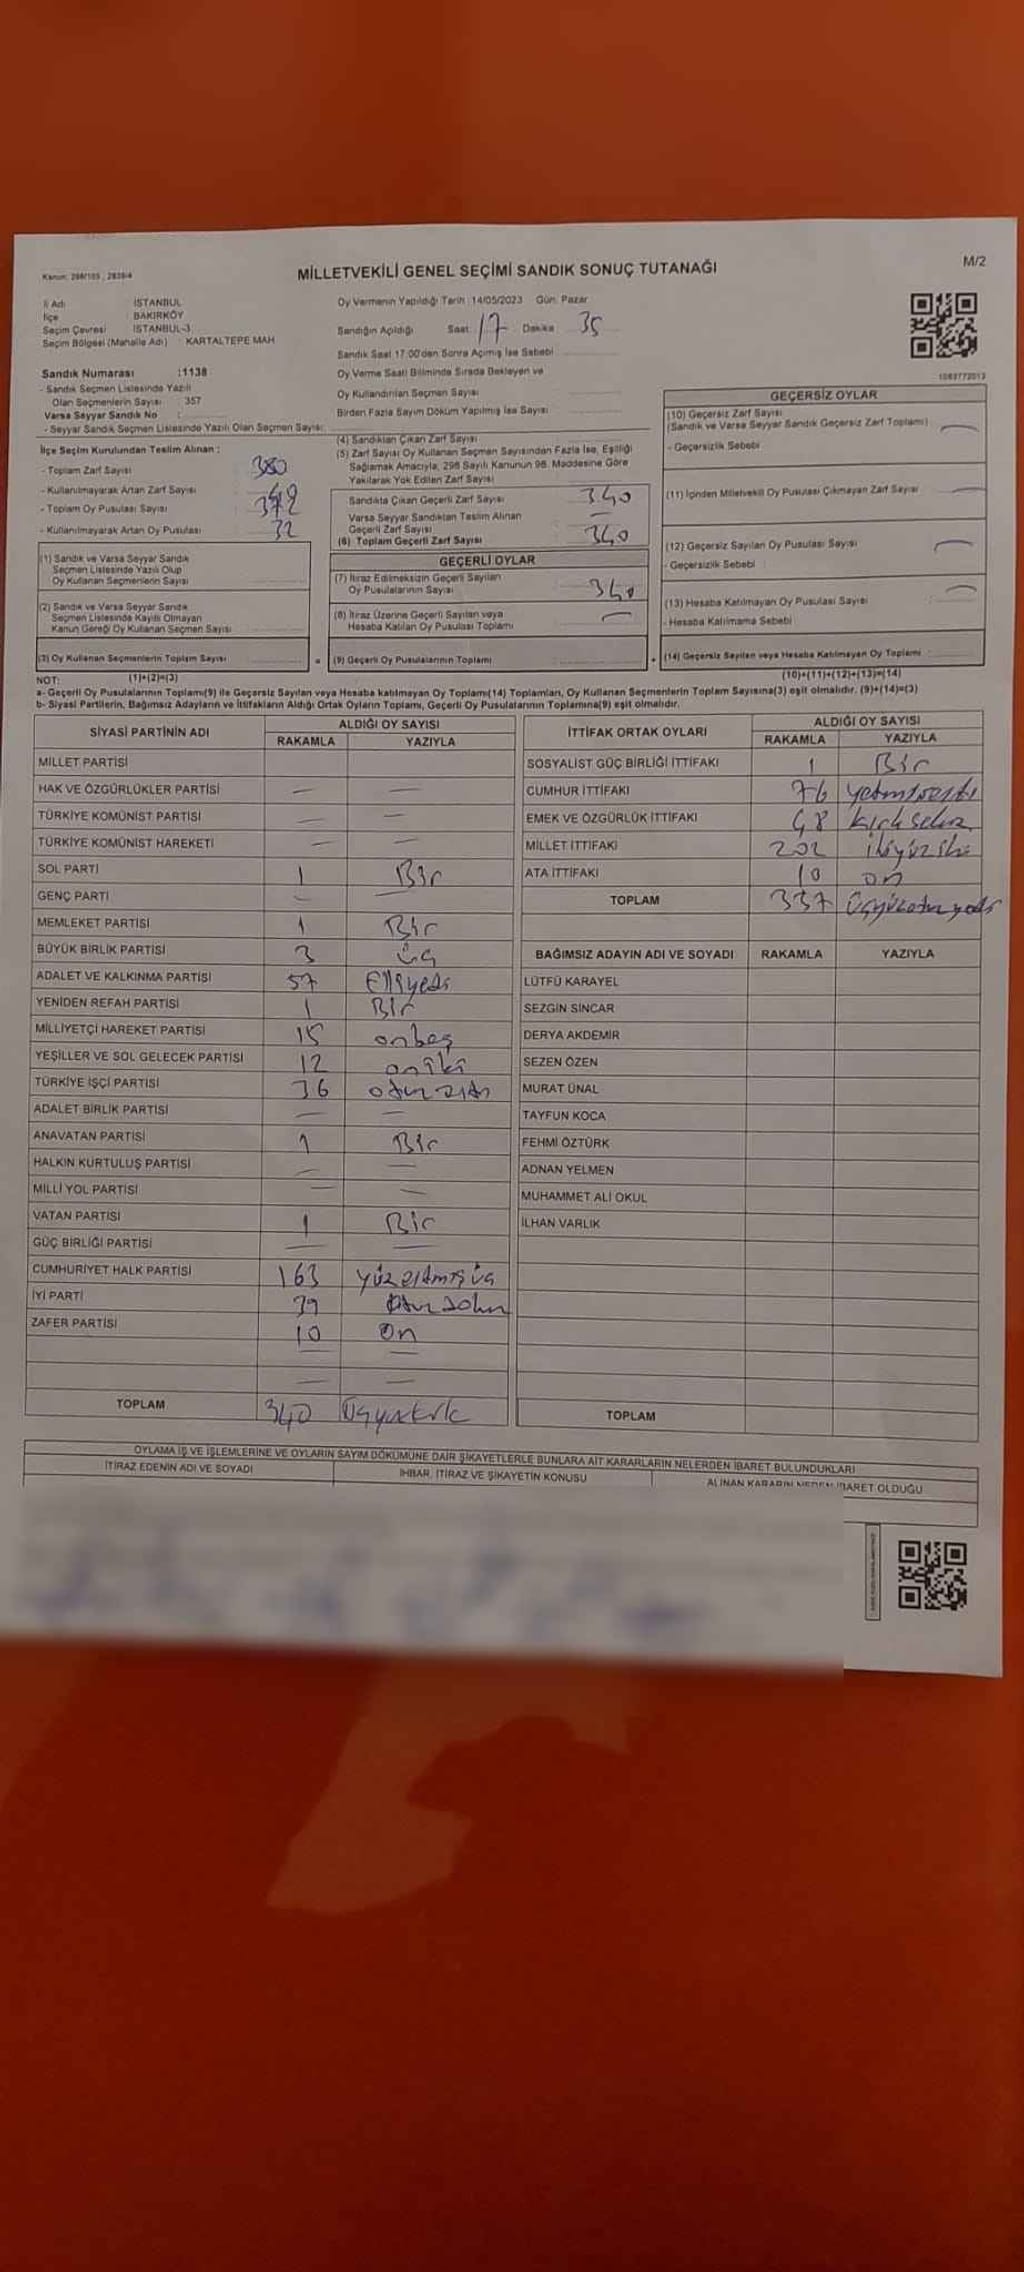 Kanun: 298/105 , 2839/4
MİLLETVEKİLİ GENEL SEÇİMİ SANDIK SONUÇ TUTANAĞI
M/2
İl Adı : İSTANBUL
İlçe : BAKIRKÖY
Seçim Çevresi : İSTANBUL-3
Seçim Bölgesi (Mahalle Adı) : KARTALTEPE MAH
Sandık Numarası :1138
- Sandık Seçmen Listesinde Yazılı
Olan Seçmenlerin Sayısı : 357
Varsa Seyyar Sandık No :
- Seyyar Sandık Seçmen Listesinde Yazılı Olan Seçmen Sayısı:
Oy Vermenin Yapıldığı Tarih :14/05/2023 Gün: Pazar
Sandığın Açıldığı Saat: 17 Dakika 35
Sandık Saat 17:00'den Sonra Açımış İse Sebebi
Oy Verme Saati Bitiminde Sırada Bekleyen ve
Oy Kullandırılan Seçmen Sayısı
Birden Fazla Sayım Döküm Yapılmış İse Sayısı
1083772013
İlçe Seçim Kurulundan Teslim Alınan :
- Toplam Zarf Sayısı 380
- Kullanılmayarak Artan Zarf Sayısı
- Toplam Oy Pusulası Sayısı 372
- Kullanılmayarak Artan Oy Pusulası 32
(1) Sandık ve Varsa Seyyar Sandık
Seçmen Listesinde Yazılı Olup
Oy Kullanan Seçmenlerin Sayısı
(2) Sandık ve Varsa Seyyar Sandık
Seçmen Listesinde Kayıtlı Olmayan
Kanun Gereği Oy Kullanan Seçmen Sayısı
(3) Oy Kullanan Seçmenlerin Toplam Sayısı
(4) Sandıktan Çıkan Zarf Sayısı
(5) Zarf Sayısı Oy Kullanan Seçmen Sayısından Fazla İse, Eşitliği
Sağlamak Amacıyla, 298 Sayılı Kanunun 98. Maddesine Göre
Yakılarak Yok Edilen Zarf Sayısı
Sandıkta Çıkan Geçerli Zarf Sayısı 340
Varsa Seyyar Sandıktan Teslim Alınan
Geçerli Zarf Sayısı —
(6) Toplam Geçerli Zarf Sayısı 340
GEÇERLİ OYLAR
(7) İtiraz Edilmeksizin Geçerli Sayılan
Oy Pusulalarının Sayısı 340
(8) İtiraz Üzerine Geçerli Sayılan veya
Hesaba Katılan Oy Pusulası Toplamı —
= (9) Geçerli Oy Pusulalarının Toplamı
GEÇERSİZ OYLAR
(10) Geçersiz Zarf Sayısı
(Sandık ve Varsa Seyyar Sandık Geçersiz Zarf Toplamı) —
- Geçersizlik Sebebi
(11) İçinden Milletvekili Oy Pusulası Çıkmayan Zarf Sayısı —
(12) Geçersiz Sayılan Oy Pusulası Sayısı —
- Geçersizlik Sebebi :
(13) Hesaba Katılmayan Oy Pusulası Sayısı : —
- Hesaba Katılmama Sebebi
+ (14) Geçersiz Sayılan veya Hesaba Katılmayan Oy Toplamı :
NOT: (1)+(2)=(3) (10)+(11)+(12)+(13)=(14)
a- Geçerli Oy Pusulalarının Toplamı(9) ile Geçersiz Sayılan veya Hesaba katılmayan Oy Toplamı(14) Toplamları, Oy Kullanan Seçmenlerin Toplam Sayısına(3) eşit olmalıdır. (9)+(14)=(3)
b- Siyasi Partilerin, Bağımsız Adayların ve İttifakların Aldığı Ortak Oyların Toplamı, Geçerli Oy Pusulalarının Toplamına(9) eşit olmalıdır.
SİYASİ PARTİNİN ADI ALDIĞI OY SAYISI
RAKAMLA YAZIYLA
MİLLET PARTİSİ
HAK VE ÖZGÜRLÜKLER PARTİSİ — —
TÜRKİYE KOMÜNİST PARTİSİ — —
TÜRKİYE KOMÜNİST HAREKETİ — —
SOL PARTİ 1 Bir
GENÇ PARTİ — —
MEMLEKET PARTİSİ 1 Bir
BÜYÜK BİRLİK PARTİSİ 3 üç
ADALET VE KALKINMA PARTİSİ 57 Elliyedi
YENİDEN REFAH PARTİSİ 1 Bir
MİLLİYETÇİ HAREKET PARTİSİ 15 onbeş
YEŞİLLER VE SOL GELECEK PARTİSİ 12 oniki
TÜRKİYE İŞÇİ PARTİSİ 36 otuzaltı
ADALET BİRLİK PARTİSİ — —
ANAVATAN PARTİSİ 1 Bir
HALKIN KURTULUŞ PARTİSİ — —
MİLLİ YOL PARTİSİ — —
VATAN PARTİSİ 1 Bir
GÜÇ BİRLİĞİ PARTİSİ — —
CUMHURİYET HALK PARTİSİ 163 yüzaltmışüç
İYİ PARTİ 39 otuzdokuz
ZAFER PARTİSİ 10 on
— —
— —
TOPLAM 340 üçyüzkırk
İTTİFAK ORTAK OYLARI ALDIĞI OY SAYISI
RAKAMLA YAZIYLA
SOSYALİST GÜÇ BİRLİĞİ İTTİFAKI 1 Bir
CUMHUR İTTİFAKI 76 yetmişaltı
EMEK VE ÖZGÜRLÜK İTTİFAKI 48 kırksekiz
MİLLET İTTİFAKI 202 ikiyüziki
ATA İTTİFAKI 10 on
TOPLAM 337 üçyüzotuzyedi
BAĞIMSIZ ADAYIN ADI VE SOYADI RAKAMLA YAZIYLA
LÜTFÜ KARAYEL
SEZGİN SİNCAR
DERYA AKDEMİR
SEZEN ÖZEN
MURAT ÜNAL
TAYFUN KOCA
FEHMİ ÖZTÜRK
ADNAN YELMEN
MUHAMMET ALİ OKUL
İLHAN VARLIK
TOPLAM
OYLAMA İŞ VE İŞLEMLERİNE VE OYLARIN SAYIM DÖKÜMÜNE DAİR ŞİKAYETLERLE BUNLARA AİT KARARLARIN NELERDEN İBARET BULUNDUKLARI
İTİRAZ EDENİN ADI VE SOYADI İHBAR, İTİRAZ VE ŞİKAYETİN KONUSU ALINAN KARARIN NEDEN İBARET OLDUĞU